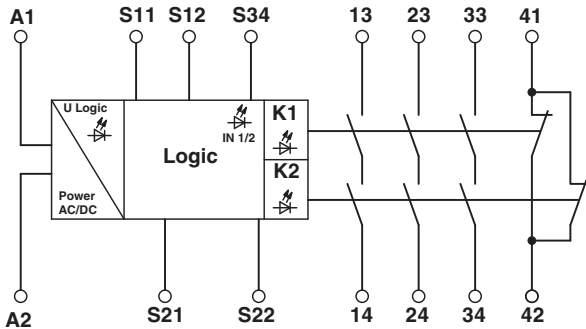 A1 S11 S12 S34 13 23 33 41
U Logic
IN 1/2
K1
Logic
K2
Power
AC/DC
A2 S21 S22 14 24 34 42